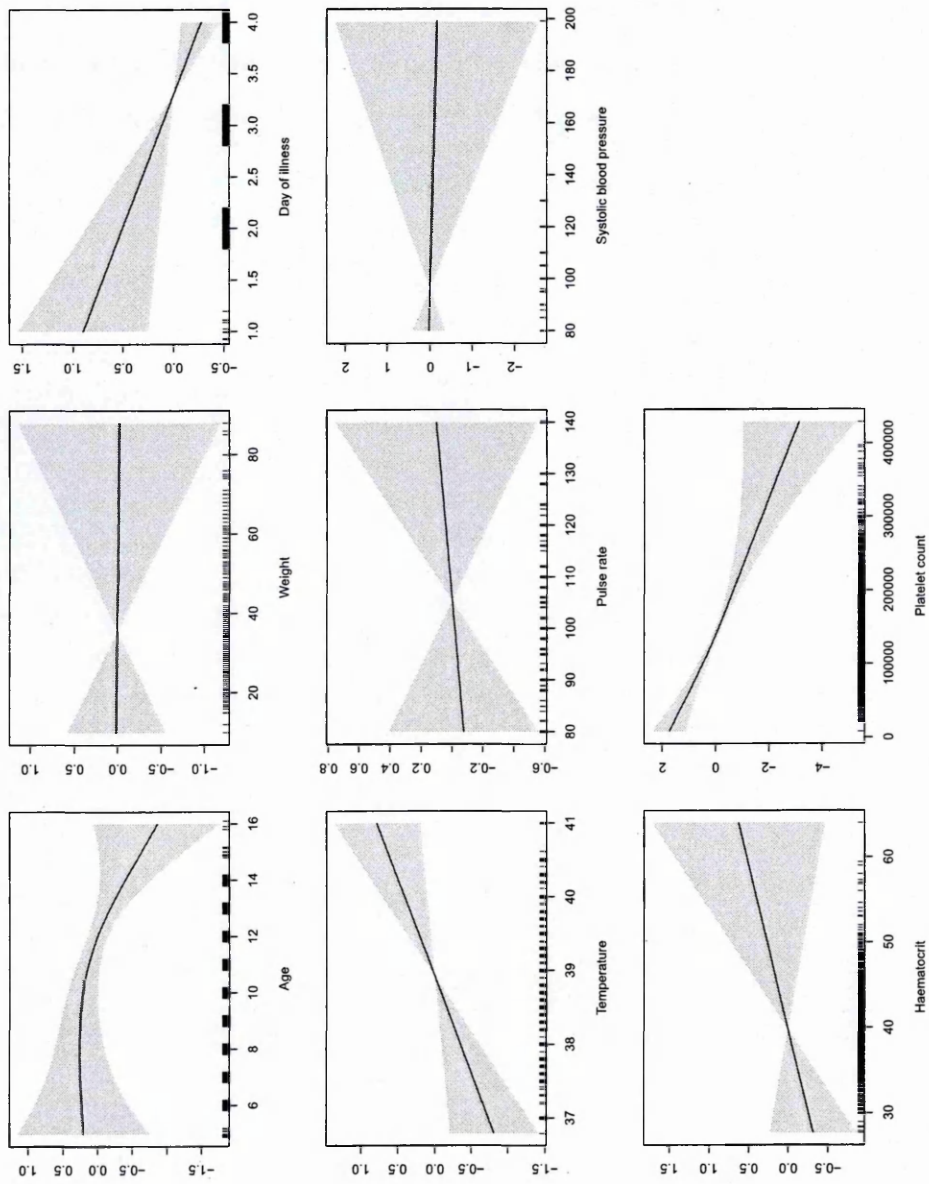 1.0
0.5
0.0
−0.5
−1.5
6 8 10 12 14 16
Age
1.0
0.5
0.0
−0.5
−1.0
20 40 60 80
Weight
1.5
1.0
0.5
0.0
−0.5
1.0 1.5 2.0 2.5 3.0 3.5 4.0
Day of illness
1.0
0.5
0.0
−0.5
−1.5
37 38 39 40 41
Temperature
0.8
0.6
0.4
0.2
−0.2
−0.6
80 90 100 110 120 130 140
Pulse rate
2
1
0
−1
−2
80 100 120 140 160 180 200
Systolic blood pressure
1.5
1.0
0.5
0.0
−0.5
30 40 50 60
Haematocrit
2
0
−2
−4
0 100000 200000 300000 400000
Platelet count